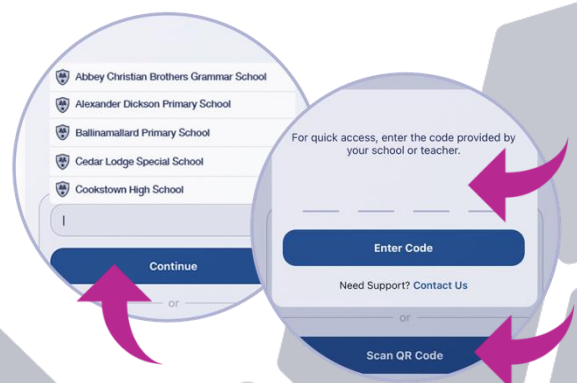 Abbey Christian Brothers Grammar School
Alexander Dickson Primary School
Ballinamallard Primary School
Cedar Lodge Special School
Cookstown High School
Continue
or
For quick access, enter the code provided by
your school or teacher.
Enter Code
Need Support? Contact Us
or
Scan QR Code